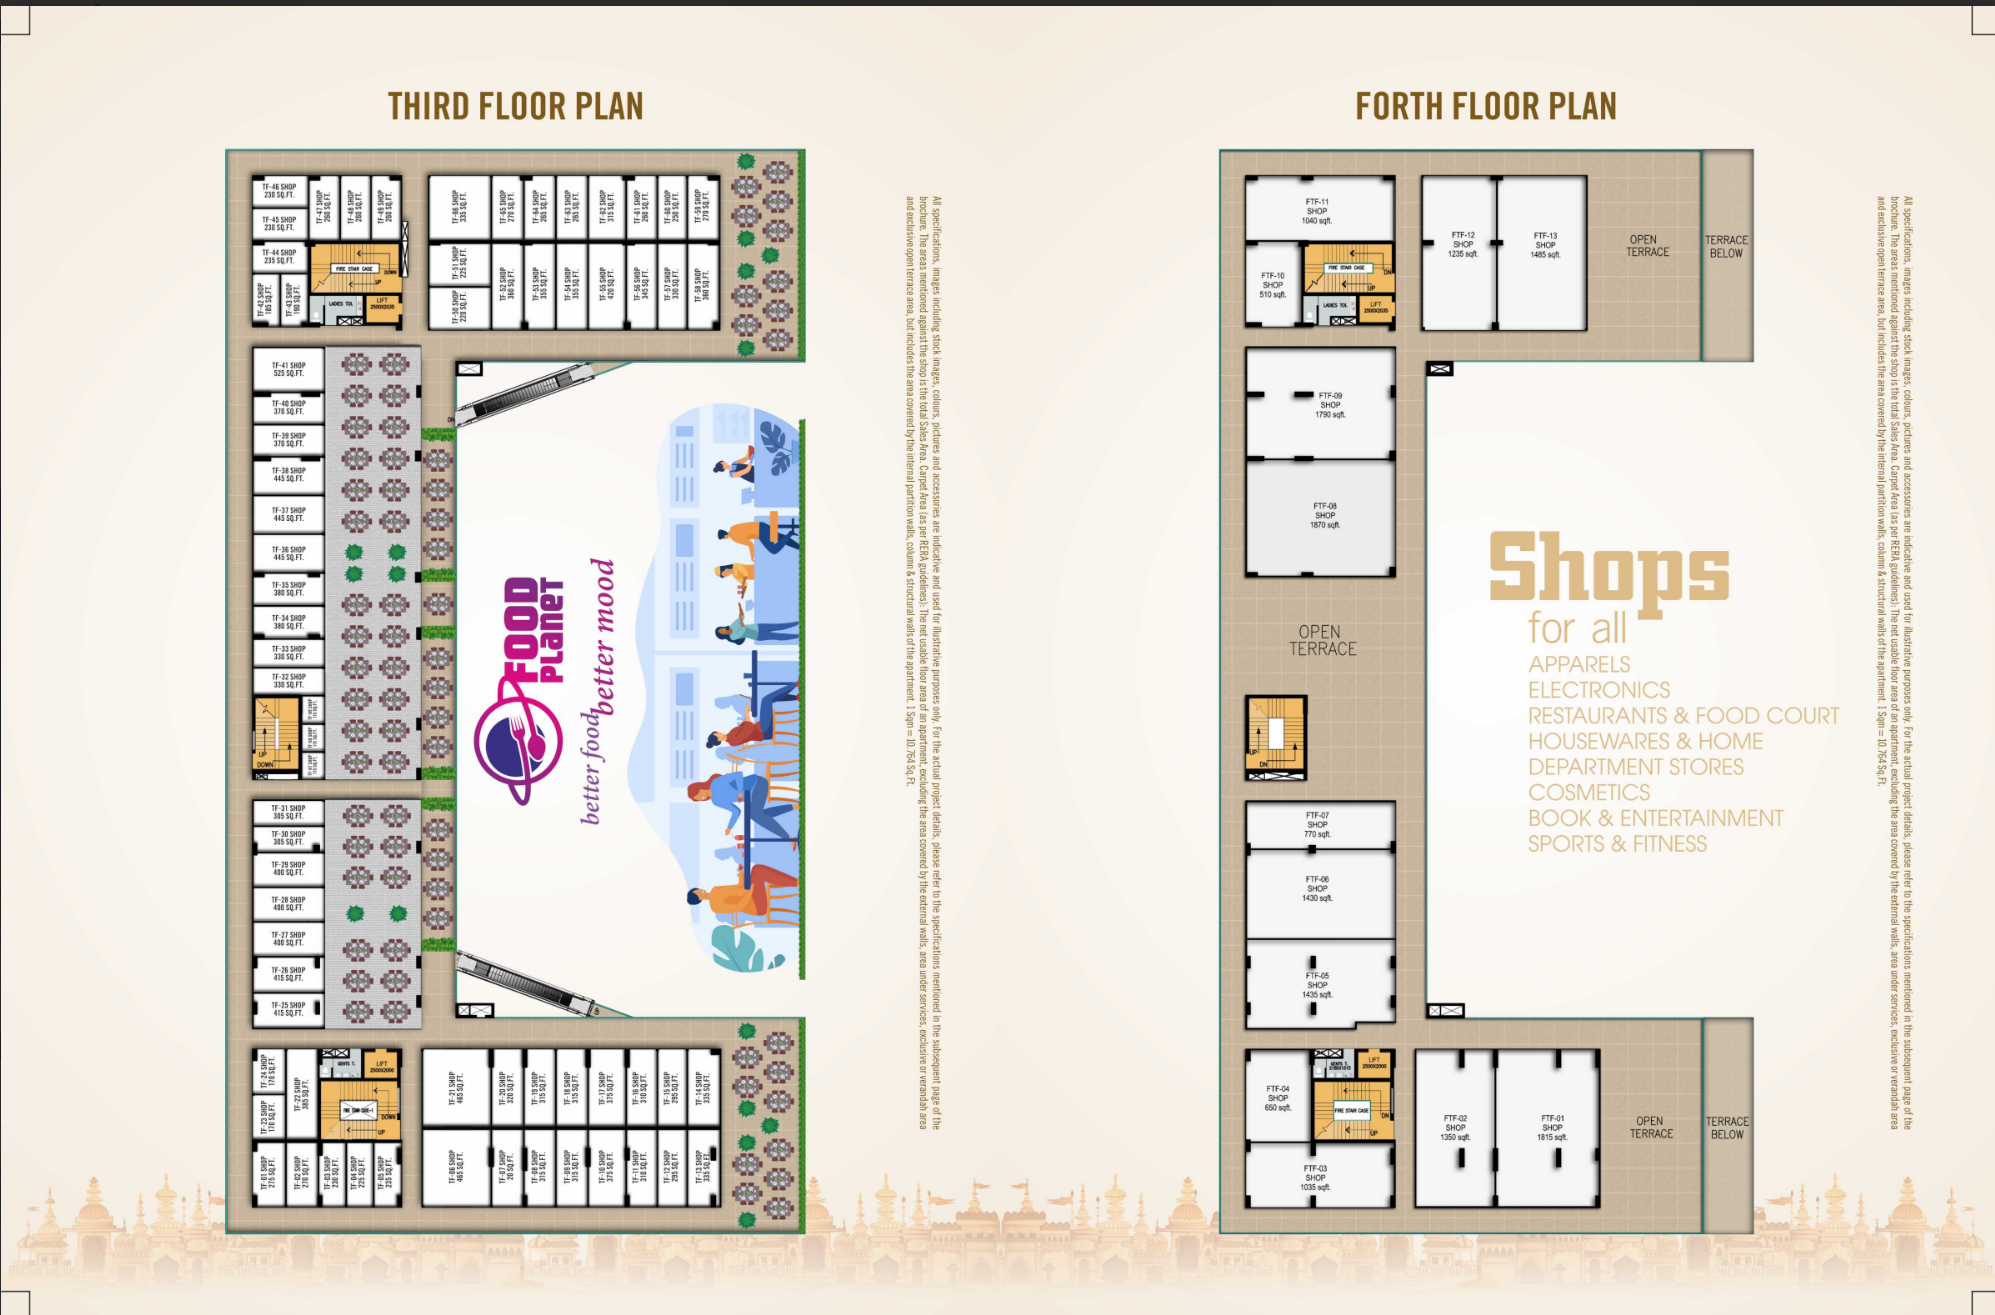 THIRD FLOOR PLAN
TF-46 SHOP
230 SQ.FT.
TF-45 SHOP
230 SQ.FT.
TF-44 SHOP
235 SQ.FT.
TF-42 SHOP
165 SQ.FT.
TF-43 SHOP
160 SQ.FT.
TF-47 SHOP
260 SQ.FT.
TF-48 SHOP
260 SQ.FT.
TF-49 SHOP
260 SQ.FT.
FIRE STAIR CASE
DOWN
UP
LADIES TOI.
LIFT
2500X2035
TF-66 SHOP
335 SQ.FT.
TF-65 SHOP
270 SQ.FT.
TF-64 SHOP
265 SQ.FT.
TF-63 SHOP
265 SQ.FT.
TF-62 SHOP
315 SQ.FT.
TF-61 SHOP
260 SQ.FT.
TF-60 SHOP
250 SQ.FT.
TF-59 SHOP
270 SQ.FT.
TF-51 SHOP
225 SQ.FT.
TF-50 SHOP
220 SQ.FT.
TF-52 SHOP
360 SQ.FT.
TF-53 SHOP
355 SQ.FT.
TF-54 SHOP
355 SQ.FT.
TF-55 SHOP
420 SQ.FT.
TF-56 SHOP
345 SQ.FT.
TF-57 SHOP
330 SQ.FT.
TF-58 SHOP
360 SQ.FT.
TF-41 SHOP
525 SQ.FT.
TF-40 SHOP
370 SQ.FT.
TF-39 SHOP
370 SQ.FT.
TF-38 SHOP
445 SQ.FT.
TF-37 SHOP
445 SQ.FT.
TF-36 SHOP
445 SQ.FT.
TF-35 SHOP
380 SQ.FT.
TF-34 SHOP
380 SQ.FT.
TF-33 SHOP
330 SQ.FT.
TF-32 SHOP
330 SQ.FT.
UP
DOWN
DN
FOOD
PLANET
better food,
better mood
TF-31 SHOP
305 SQ.FT.
TF-30 SHOP
305 SQ.FT.
TF-29 SHOP
400 SQ.FT.
TF-28 SHOP
400 SQ.FT.
TF-27 SHOP
400 SQ.FT.
TF-26 SHOP
415 SQ.FT.
TF-25 SHOP
415 SQ.FT.
UP
TF-24 SHOP
170 SQ.FT.
TF-23 SHOP
170 SQ.FT.
TF-22 SHOP
385 SQ.FT.
GENTS T.
LIFT
2500X2000
DOWN
UP
TF-01 SHOP
275 SQ.FT.
TF-02 SHOP
270 SQ.FT.
TF-03 SHOP
230 SQ.FT.
TF-04 SHOP
225 SQ.FT.
TF-05 SHOP
235 SQ.FT.
TF-21 SHOP
465 SQ.FT.
TF-20 SHOP
320 SQ.FT.
TF-19 SHOP
315 SQ.FT.
TF-18 SHOP
315 SQ.FT.
TF-17 SHOP
375 SQ.FT.
TF-16 SHOP
310 SQ.FT.
TF-15 SHOP
295 SQ.FT.
TF-14 SHOP
335 SQ.FT.
TF-06 SHOP
465 SQ.FT.
TF-07 SHOP
20 SQ.FT.
TF-08 SHOP
315 SQ.FT.
TF-09 SHOP
315 SQ.FT.
TF-10 SHOP
375 SQ.FT.
TF-11 SHOP
310 SQ.FT.
TF-12 SHOP
295 SQ.FT.
TF-13 SHOP
335 SQ.FT.
All specifications, images including stock images, colours, pictures and accessories are indicative and used for illustrative purposes only. For the actual project details, please refer to the specifications mentioned in the subsequent page of the
brochure. The areas mentioned against the shop is the total Sales Area. Carpet Area (as per RERA guidelines): The net usable floor area of an apartment, excluding the area covered by the external walls, area under services, exclusive or verandah area
and exclusive open terrace area, but includes the area covered by the internal partition walls, column & structural walls of the apartment. 1 Sqm = 10.764 Sq.Ft.
FORTH FLOOR PLAN
FTF-11
SHOP
1040 sqft.
FTF-10
SHOP
510 sqft.
FIRE STAIR CASE
DN
UP
LADIES TOI.
LIFT
2500X2035
FTF-12
SHOP
1235 sqft.
FTF-13
SHOP
1485 sqft.
OPEN
TERRACE
TERRACE
BELOW
FTF-09
SHOP
1790 sqft.
FTF-08
SHOP
1870 sqft.
OPEN
TERRACE
UP
DN
FTF-07
SHOP
770 sqft.
FTF-06
SHOP
1430 sqft.
FTF-05
SHOP
1435 sqft.
FTF-04
SHOP
650 sqft.
GENTS T.
LIFT
2500X2000
FIRE STAIR CASE
DN
UP
FTF-03
SHOP
1035 sqft.
FTF-02
SHOP
1350 sqft.
FTF-01
SHOP
1815 sqft.
OPEN
TERRACE
TERRACE
BELOW
Shops
for all
APPARELS
ELECTRONICS
RESTAURANTS & FOOD COURT
HOUSEWARES & HOME
DEPARTMENT STORES
COSMETICS
BOOK & ENTERTAINMENT
SPORTS & FITNESS
All specifications, images including stock images, colours, pictures and accessories are indicative and used for illustrative purposes only. For the actual project details, please refer to the specifications mentioned in the subsequent page of the
brochure. The areas mentioned against the shop is the total Sales Area. Carpet Area (as per RERA guidelines): The net usable floor area of an apartment, excluding the area covered by the external walls, area under services, exclusive or verandah area
and exclusive open terrace area, but includes the area covered by the internal partition walls, column & structural walls of the apartment. 1 Sqm = 10.764 Sq.Ft.